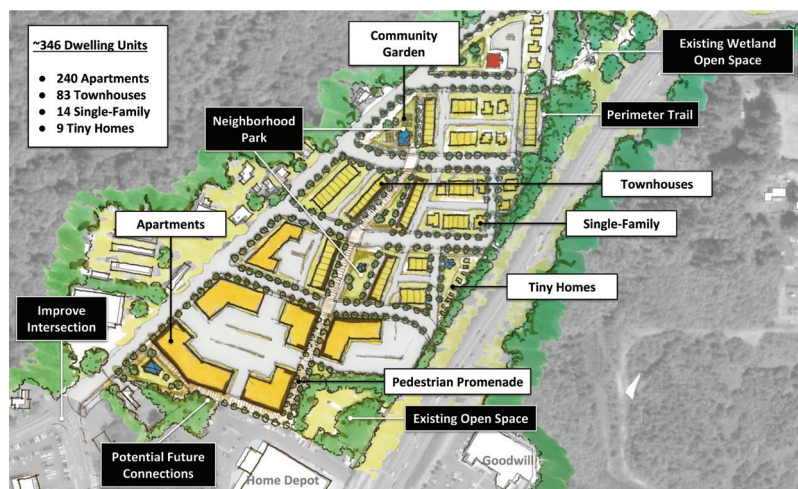 ~346 Dwelling Units
● 240 Apartments
● 83 Townhouses
● 14 Single-Family
● 9 Tiny Homes
Community
Garden
Existing Wetland
Open Space
Neighborhood
Park
Perimeter Trail
Townhouses
Apartments
Single-Family
Tiny Homes
Improve
Intersection
Pedestrian Promenade
Existing Open Space
Potential Future
Connections
Home Depot
Goodwill